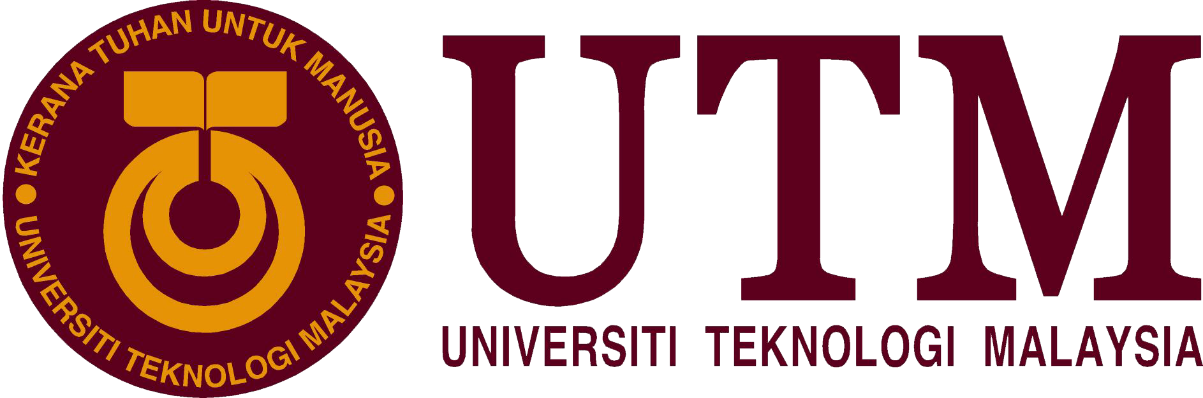 KERANA TUHAN UNTUK MANUSIA
UNIVERSITI TEKNOLOGI MALAYSIA
UTM
UNIVERSITI TEKNOLOGI MALAYSIA